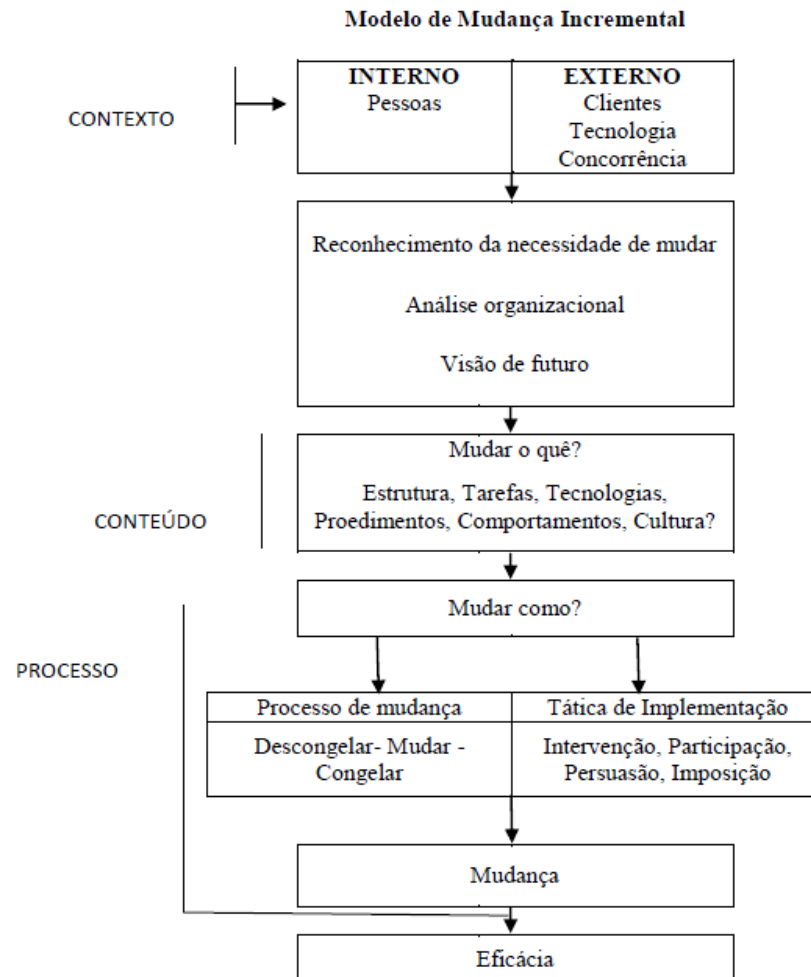 Modelo de Mudança Incremental
CONTEXTO
INTERNO
Pessoas
EXTERNO
Clientes
Tecnologia
Concorrência
Reconhecimento da necessidade de mudar
Análise organizacional
Visão de futuro
CONTEÚDO
Mudar o quê?
Estrutura, Tarefas, Tecnologias,
Proedimentos, Comportamentos, Cultura?
PROCESSO
Mudar como?
Processo de mudança
Descongelar- Mudar -
Congelar
Tática de Implementação
Intervenção, Participação,
Persuasão, Imposição
Mudança
Eficácia